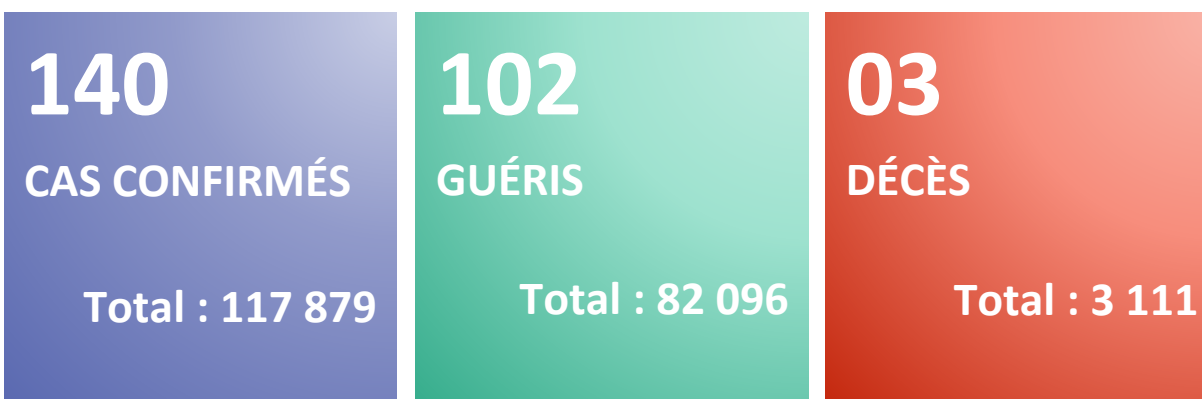 140
CAS CONFIRMÉS
Total : 117 879
102
GUÉRIS
Total : 82 096
03
DÉCÈS
Total : 3 111